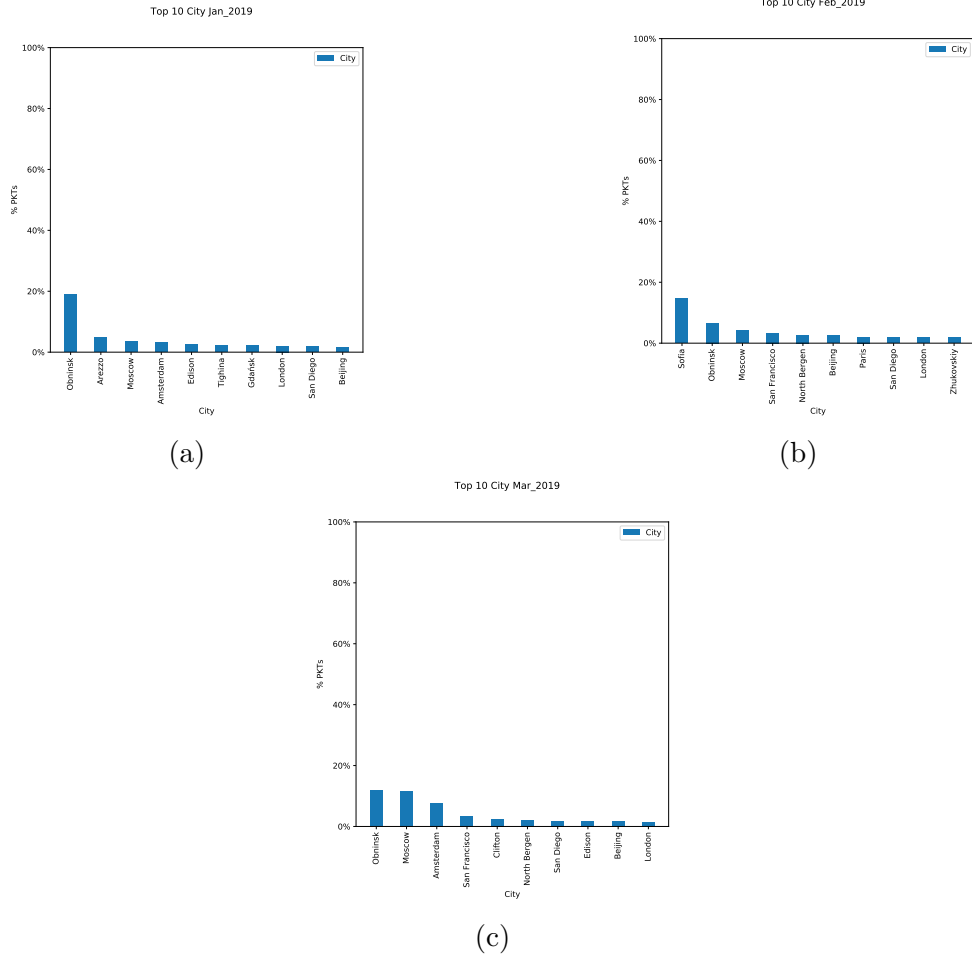 Top 10 City Jan_2019
100%
80%
60%
40%
20%
0%
% PKTs
City
Obninsk
Arezzo
Moscow
Amsterdam
Edison
Tighina
Gdańsk
London
San Diego
Beijing
City
(a)
Top 10 City Feb_2019
100%
80%
60%
40%
20%
0%
% PKTs
City
Sofia
Obninsk
Moscow
San Francisco
North Bergen
Beijing
Paris
San Diego
London
Zhukovskiy
City
(b)
Top 10 City Mar_2019
100%
80%
60%
40%
20%
0%
% PKTs
City
Obninsk
Moscow
Amsterdam
San Francisco
Clifton
North Bergen
San Diego
Edison
Beijing
London
City
(c)